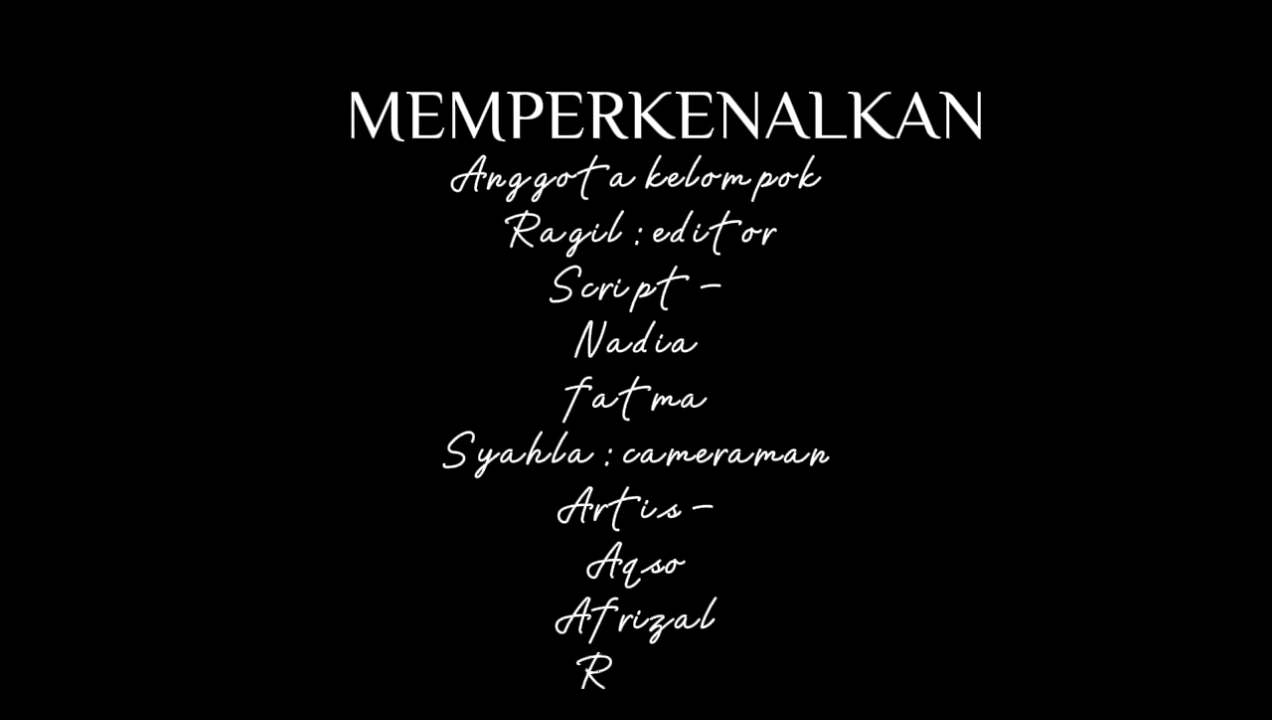 MEMPERKENALKAN
Anggota kelompok
Ragil : editor
Script -
Nadia
fatma
Syahla : cameraman
Artis -
Aqso
Afrizal
R